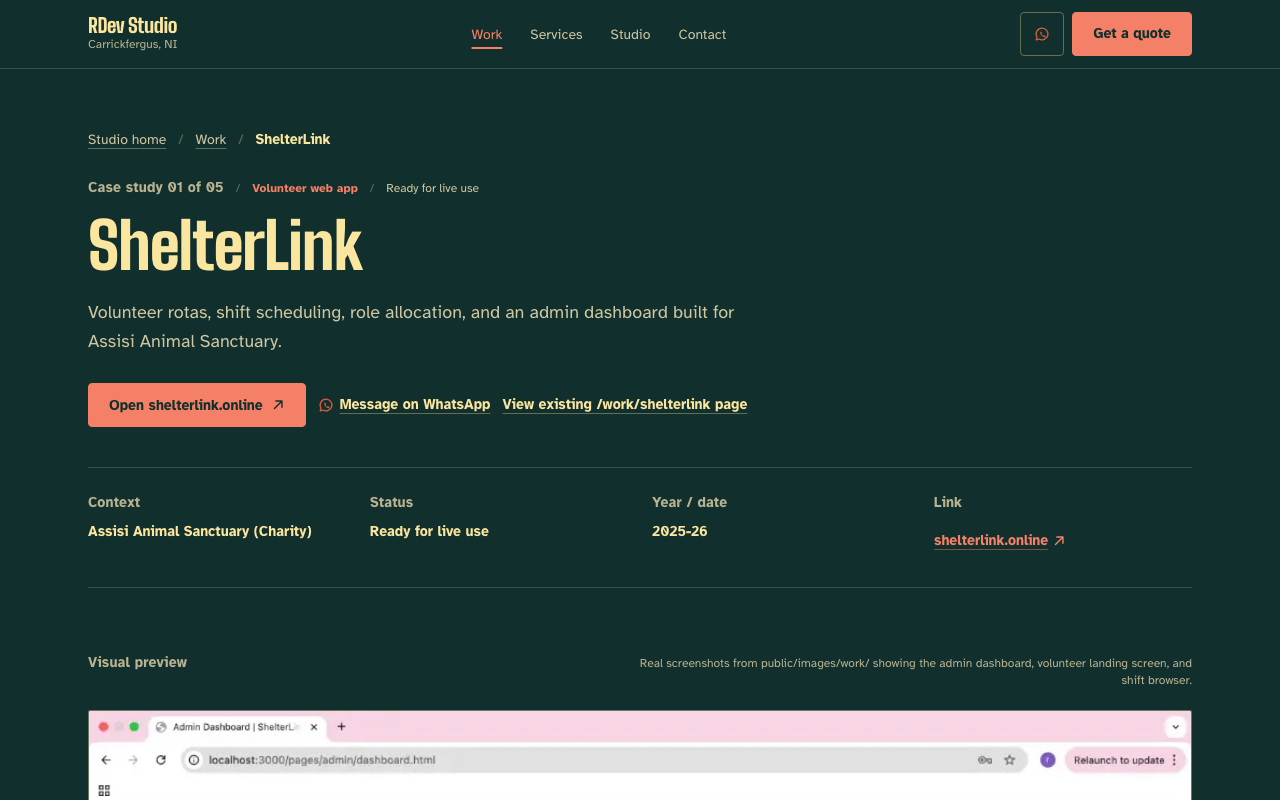 RDev Studio
Carrickfergus, NI
Work
Services
Studio
Contact
Get a quote
Studio home / Work / ShelterLink
Case study 01 of 05 / Volunteer web app / Ready for live use
ShelterLink
Volunteer rotas, shift scheduling, role allocation, and an admin dashboard built for
Assisi Animal Sanctuary.
Open shelterlink.online
Message on WhatsApp
View existing /work/shelterlink page
Context
Assisi Animal Sanctuary (Charity)
Status
Ready for live use
Year / date
2025-26
Link
shelterlink.online
Visual preview
Real screenshots from public/images/work/ showing the admin dashboard, volunteer landing screen, and
shift browser.
Admin Dashboard | ShelterLi
localhost:3000/pages/admin/dashboard.html
r
Relaunch to update